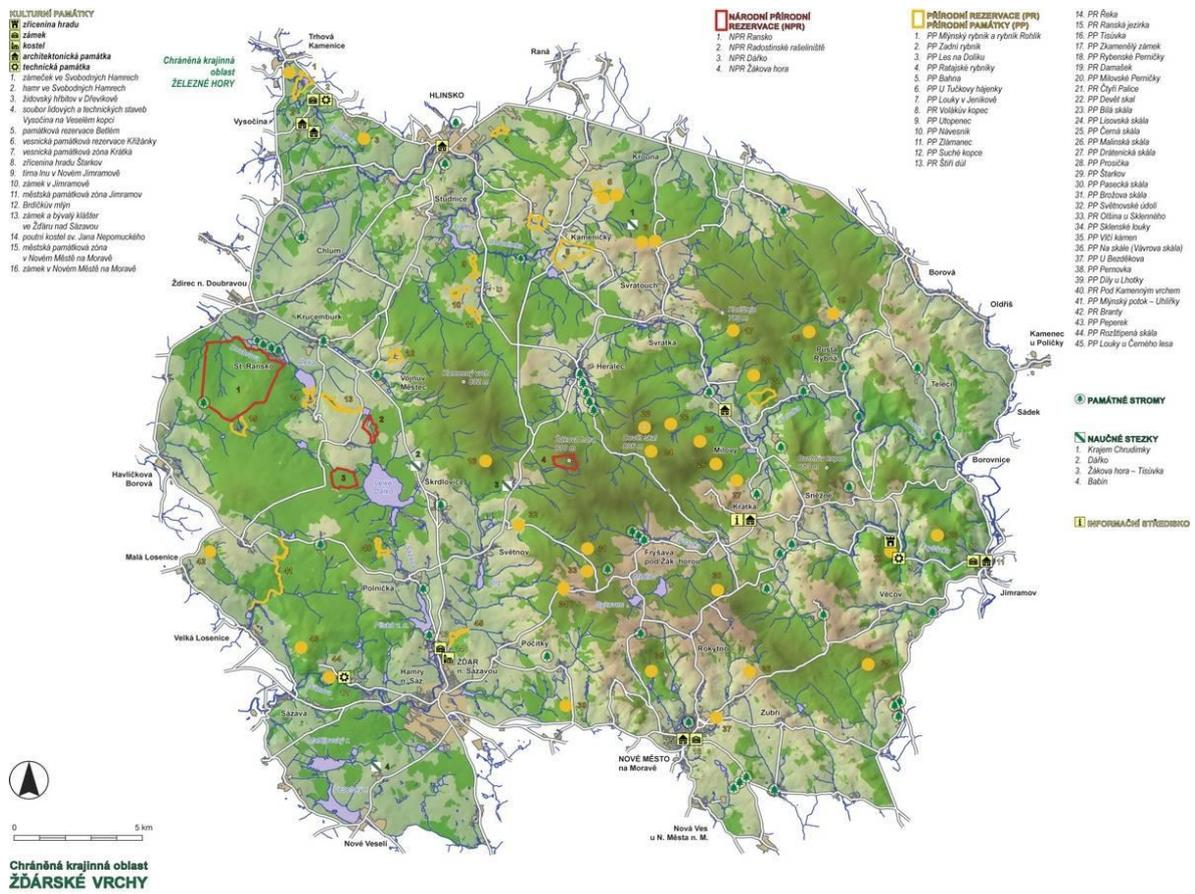 KULTURNÍ PAMÁTKY
zřícenina hradu
zámek
kostel
architektonická památka
technická památka
1. zámeček ve Svobodných Hamrech
2. hamr ve Svobodných Hamrech
3. židovský hřbitov v Dřevíkově
4. soubor lidových a technických staveb
Vysočina na Veselém kopci
5. památková rezervace Betlém
6. vesnická památková rezervace Křižánky
7. vesnická památková zóna Krátká
8. zřícenina hradu Štarkov
9. tírna lnu v Novém Jimramově
10. zámek v Jimramově
11. městská památková zóna Jimramov
12. Brdíčkův mlýn
13. zámek a bývalý klášter
ve Žďáru nad Sázavou
14. poutní kostel sv. Jana Nepomuckého
15. městská památková zóna
v Novém Městě na Moravě
16. zámek v Novém Městě na Moravě
Chráněná krajinná
oblast
ŽELEZNÉ HORY
NÁRODNÍ PŘÍRODNÍ
REZERVACE (NPR)
1. NPR Ransko
2. NPR Radostínské rašeliniště
3. NPR Dářko
4. NPR Žákova hora
PŘÍRODNÍ REZERVACE (PR)
PŘÍRODNÍ PAMÁTKY (PP)
1. PP Mlýnský rybník a rybník Rohlík
2. PP Zadní rybník
3. PP Les na Dolíku
4. PP Ratajské rybníky
5. PP Bahna
6. PP U Tučkovy hájenky
7. PP Louky v Jeníkově
8. PR Volákův kopec
9. PP Utopenec
10. PP Návesník
11. PP Zlámanec
12. PP Suché kopce
13. PR Štíří důl
14. PR Řeka
15. PR Ranská jezírka
16. PP Tisůvka
17. PP Zkamenělý zámek
18. PP Rybenské Perničky
19. PP Damašek
20. PP Milovské Perničky
21. PR Čtyři Palice
22. PP Devět skal
23. PP Bílá skála
24. PP Lisovská skála
25. PP Černá skála
26. PP Malínská skála
27. PP Drátenická skála
28. PP Prosička
29. PP Štarkov
30. PP Pasecká skála
31. PP Brožova skála
32. PP Světnovské údolí
33. PR Olšina u Skleného
34. PP Sklenské louky
35. PP Vlčí kámen
36. PP Na skále (Vávrova skála)
37. PP U Bezděkova
38. PP Pernovka
39. PP Díly u Lhotky
40. PR Pod Kamenným vrchem
41. PP Mlýnský potok – Uhlířky
42. PR Branty
43. PP Peperek
44. PP Rozštípená skála
45. PP Louky u Černého lesa
PAMÁTNÉ STROMY
NAUČNÉ STEZKY
1. Krajem Chrudimky
2. Dářko
3. Žákova hora – Tisůvka
4. Babín
INFORMAČNÍ STŘEDISKO
Trhová
Kamenice
Raná
HLINSKO
Vysočina
Krouna
Studnice
Kameničky
Chlum
Svratouch
Borová
Ždírec n. Doubravou
Oldřiš
Krucemburk
Kamenec
u Poličky
Svratka
Pustá
Rybná
St. Ransko
Herálec
Vojnův
Městec
Telecí
Sádek
Milovy
Borovnice
Havlíčkova
Borová
Škrdlovice
Sněžné
Krátká
Světnov
Fryšava
pod Žák. horou
Malá Losenice
Polnička
Věcov
Jimramov
Velká Losenice
Počítky
Rokytno
ŽĎÁR
n. Sázavou
Hamry
n. Sáz.
Sázava
Zubří
NOVÉ MĚSTO
na Moravě
Nové Veselí
Nová Ves
u N. Města n. M.
0 5 km
Chráněná krajinná oblast
ŽĎÁRSKÉ VRCHY